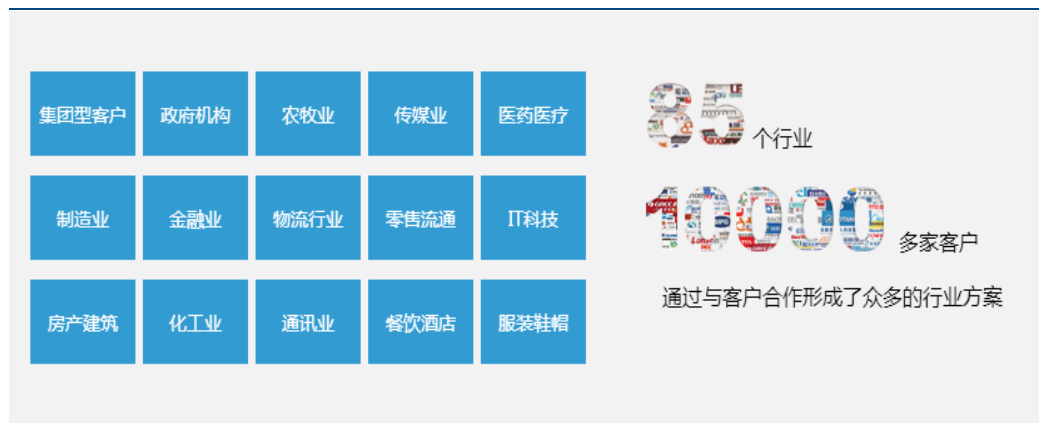 集团型客户 政府机构 农牧业 传媒业 医药医疗
制造业 金融业 物流行业 零售流通 IT科技
房产建筑 化工业 通讯业 餐饮酒店 服装鞋帽
85 个行业
10000 多家客户
通过与客户合作形成了众多的行业方案